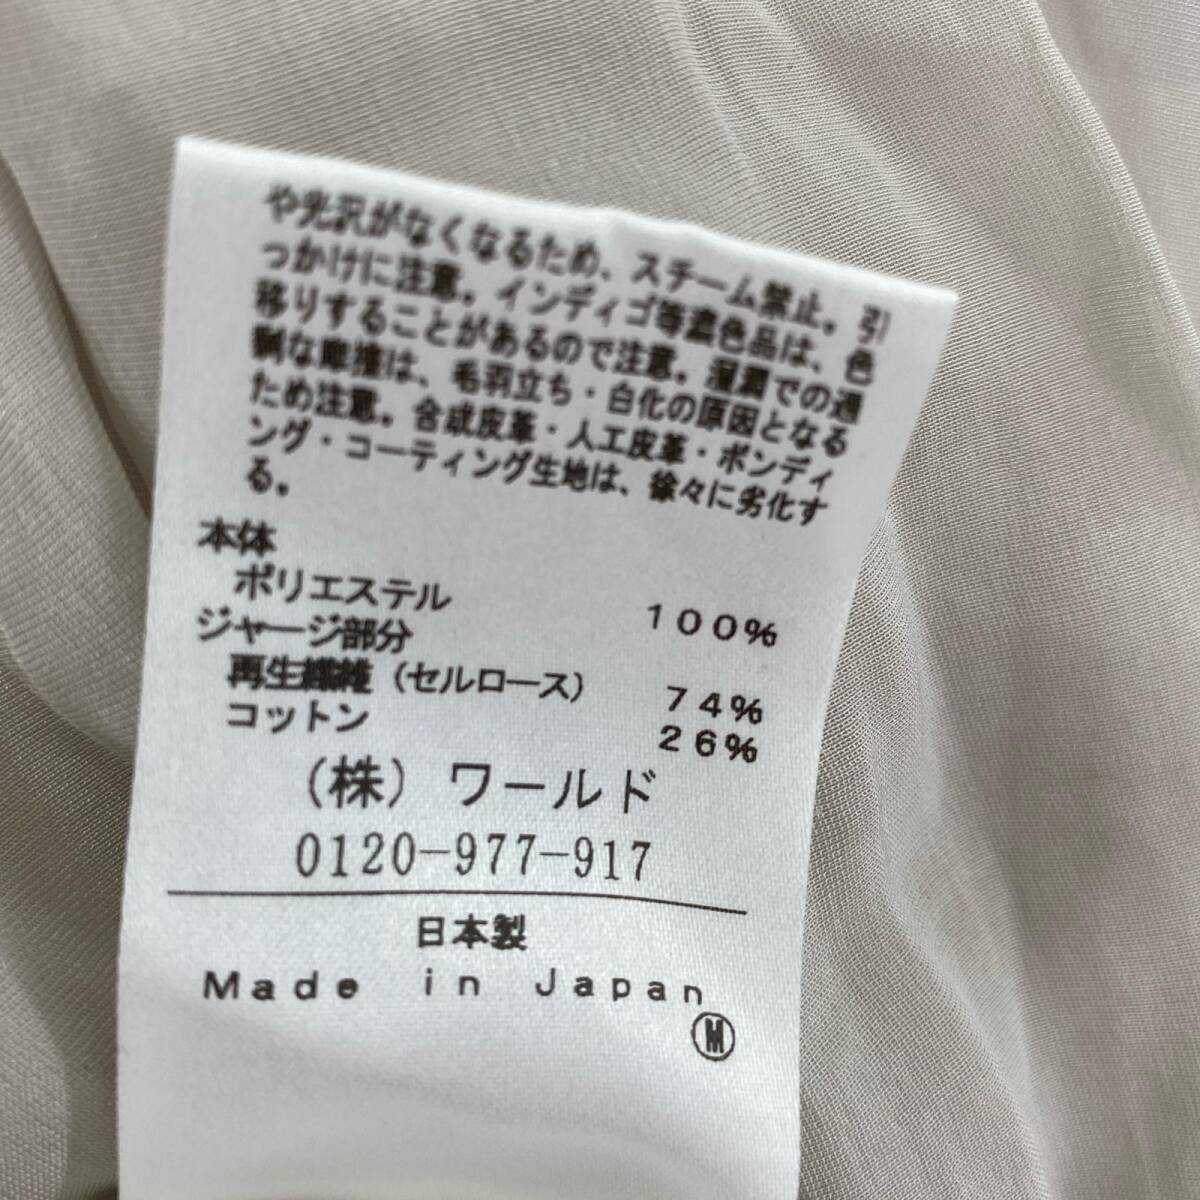 や光沢がなくなるため、スチーム禁止。引
っかけに注意。インディゴ等濃色品は、色
移りすることがあるので注意。湿潤での過
剰な摩擦は、毛羽立ち・白化の原因となる
ため注意。合成皮革・人工皮革・ボンディ
ング・コーティング生地は、徐々に劣化す
る。
本体
ポリエステル 100%
ジャージ部分
再生繊維（セルロース） 74%
コットン 26%
（株）ワールド
0120-977-917
日本製
Made in Japan
Ⓜ